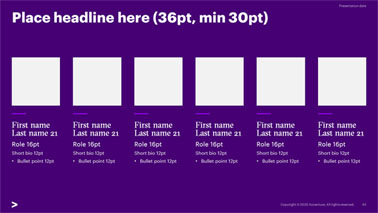 Presentation date
Place headline here (36pt, min 30pt)
First name
Last name 21
Role 16pt
Short bio 12pt
• Bullet point 12pt
First name
Last name 21
Role 16pt
Short bio 12pt
• Bullet point 12pt
First name
Last name 21
Role 16pt
Short bio 12pt
• Bullet point 12pt
First name
Last name 21
Role 16pt
Short bio 12pt
• Bullet point 12pt
First name
Last name 21
Role 16pt
Short bio 12pt
• Bullet point 12pt
First name
Last name 21
Role 16pt
Short bio 12pt
• Bullet point 12pt
Accenture. All rights reserved.